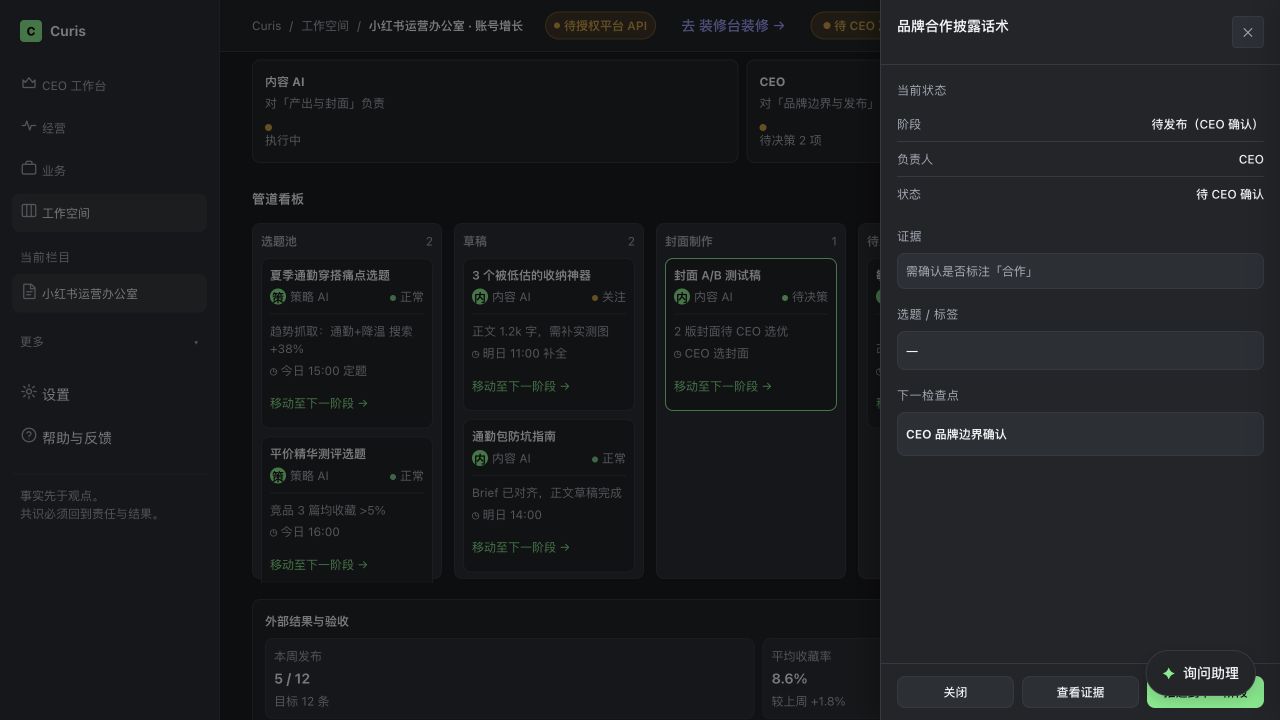 C Curis
CEO 工作台
经营
业务
工作空间
当前栏目
小红书运营办公室
更多
设置
帮助与反馈
事实先于观点。
共识必须回到责任与结果。
Curis / 工作空间 / 小红书运营办公室 · 账号增长
待授权平台 API
去 装修台装修 →
待 CEO
内容 AI
对「产出与封面」负责
执行中
CEO
对「品牌边界与发布」
待决策 2 项
管道看板
选题池 2
夏季通勤穿搭痛点选题
策 策略 AI 正常
趋势抓取：通勤+降温 搜索
+38%
今日 15:00 定题
移动至下一阶段 →
平价精华测评选题
策 策略 AI 正常
竞品 3 篇均收藏 >5%
今日 16:00
移动至下一阶段 →
草稿 2
3 个被低估的收纳神器
内 内容 AI 关注
正文 1.2k 字，需补实测图
明日 11:00 补全
移动至下一阶段 →
通勤包防坑指南
内 内容 AI 正常
Brief 已对齐，正文草稿完成
明日 14:00
移动至下一阶段 →
封面制作 1
封面 A/B 测试稿
内 内容 AI 待决策
2 版封面待 CEO 选优
CEO 选封面
移动至下一阶段 →
待
外部结果与验收
本周发布
5 / 12
目标 12 条
平均收藏率
8.6%
较上周 +1.8%
品牌合作披露话术
当前状态
阶段 待发布（CEO 确认）
负责人 CEO
状态 待 CEO 确认
证据
需确认是否标注「合作」
选题 / 标签
—
下一检查点
CEO 品牌边界确认
询问助理
关闭
查看证据